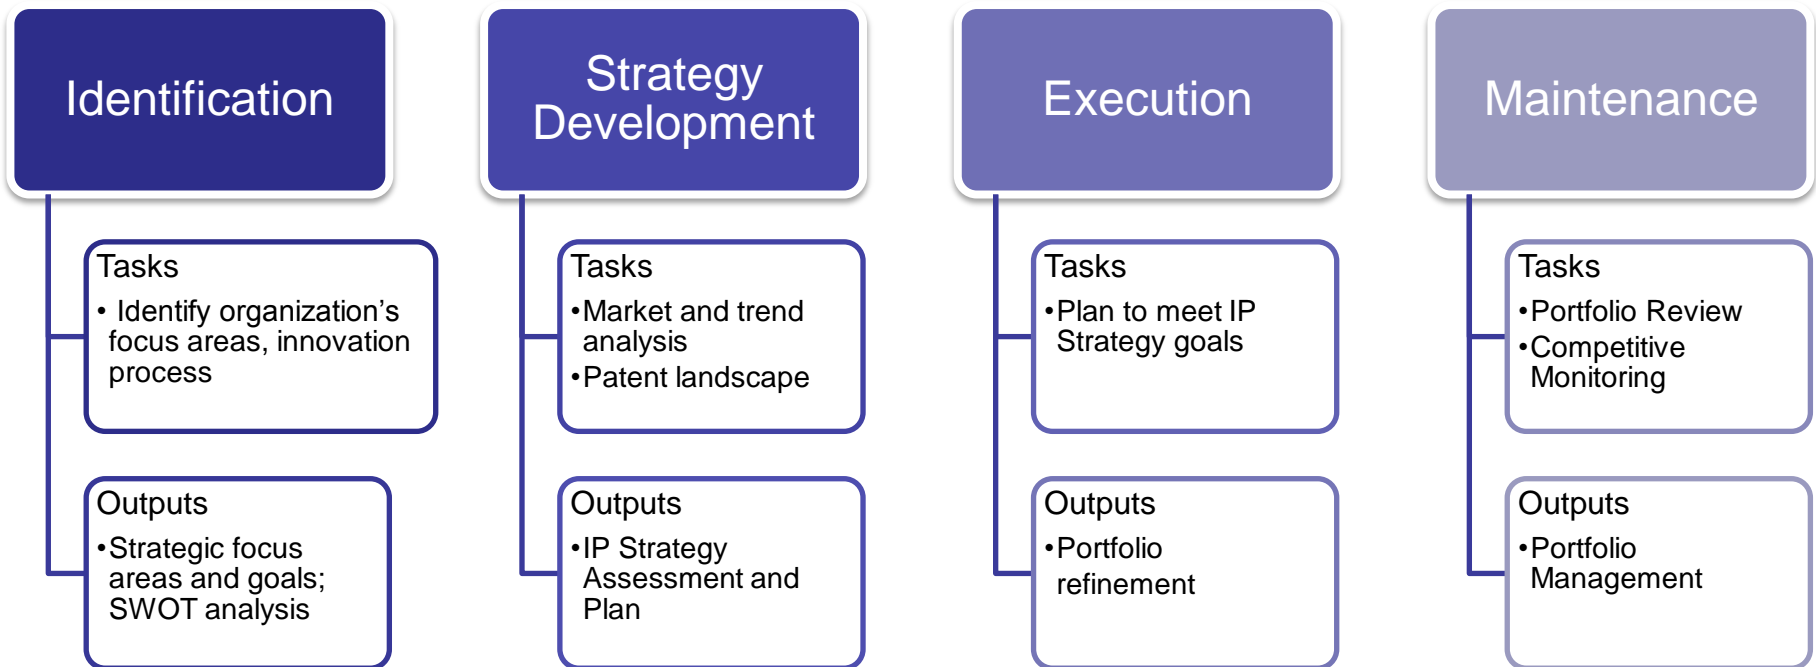 Identification
Tasks
• Identify organization’s
focus areas, innovation
process
Outputs
•Strategic focus
areas and goals;
SWOT analysis
Strategy
Development
Tasks
•Market and trend
analysis
•Patent landscape
Outputs
•IP Strategy
Assessment and
Plan
Execution
Tasks
•Plan to meet IP
Strategy goals
Outputs
•Portfolio
refinement
Maintenance
Tasks
•Portfolio Review
•Competitive
Monitoring
Outputs
•Portfolio
Management